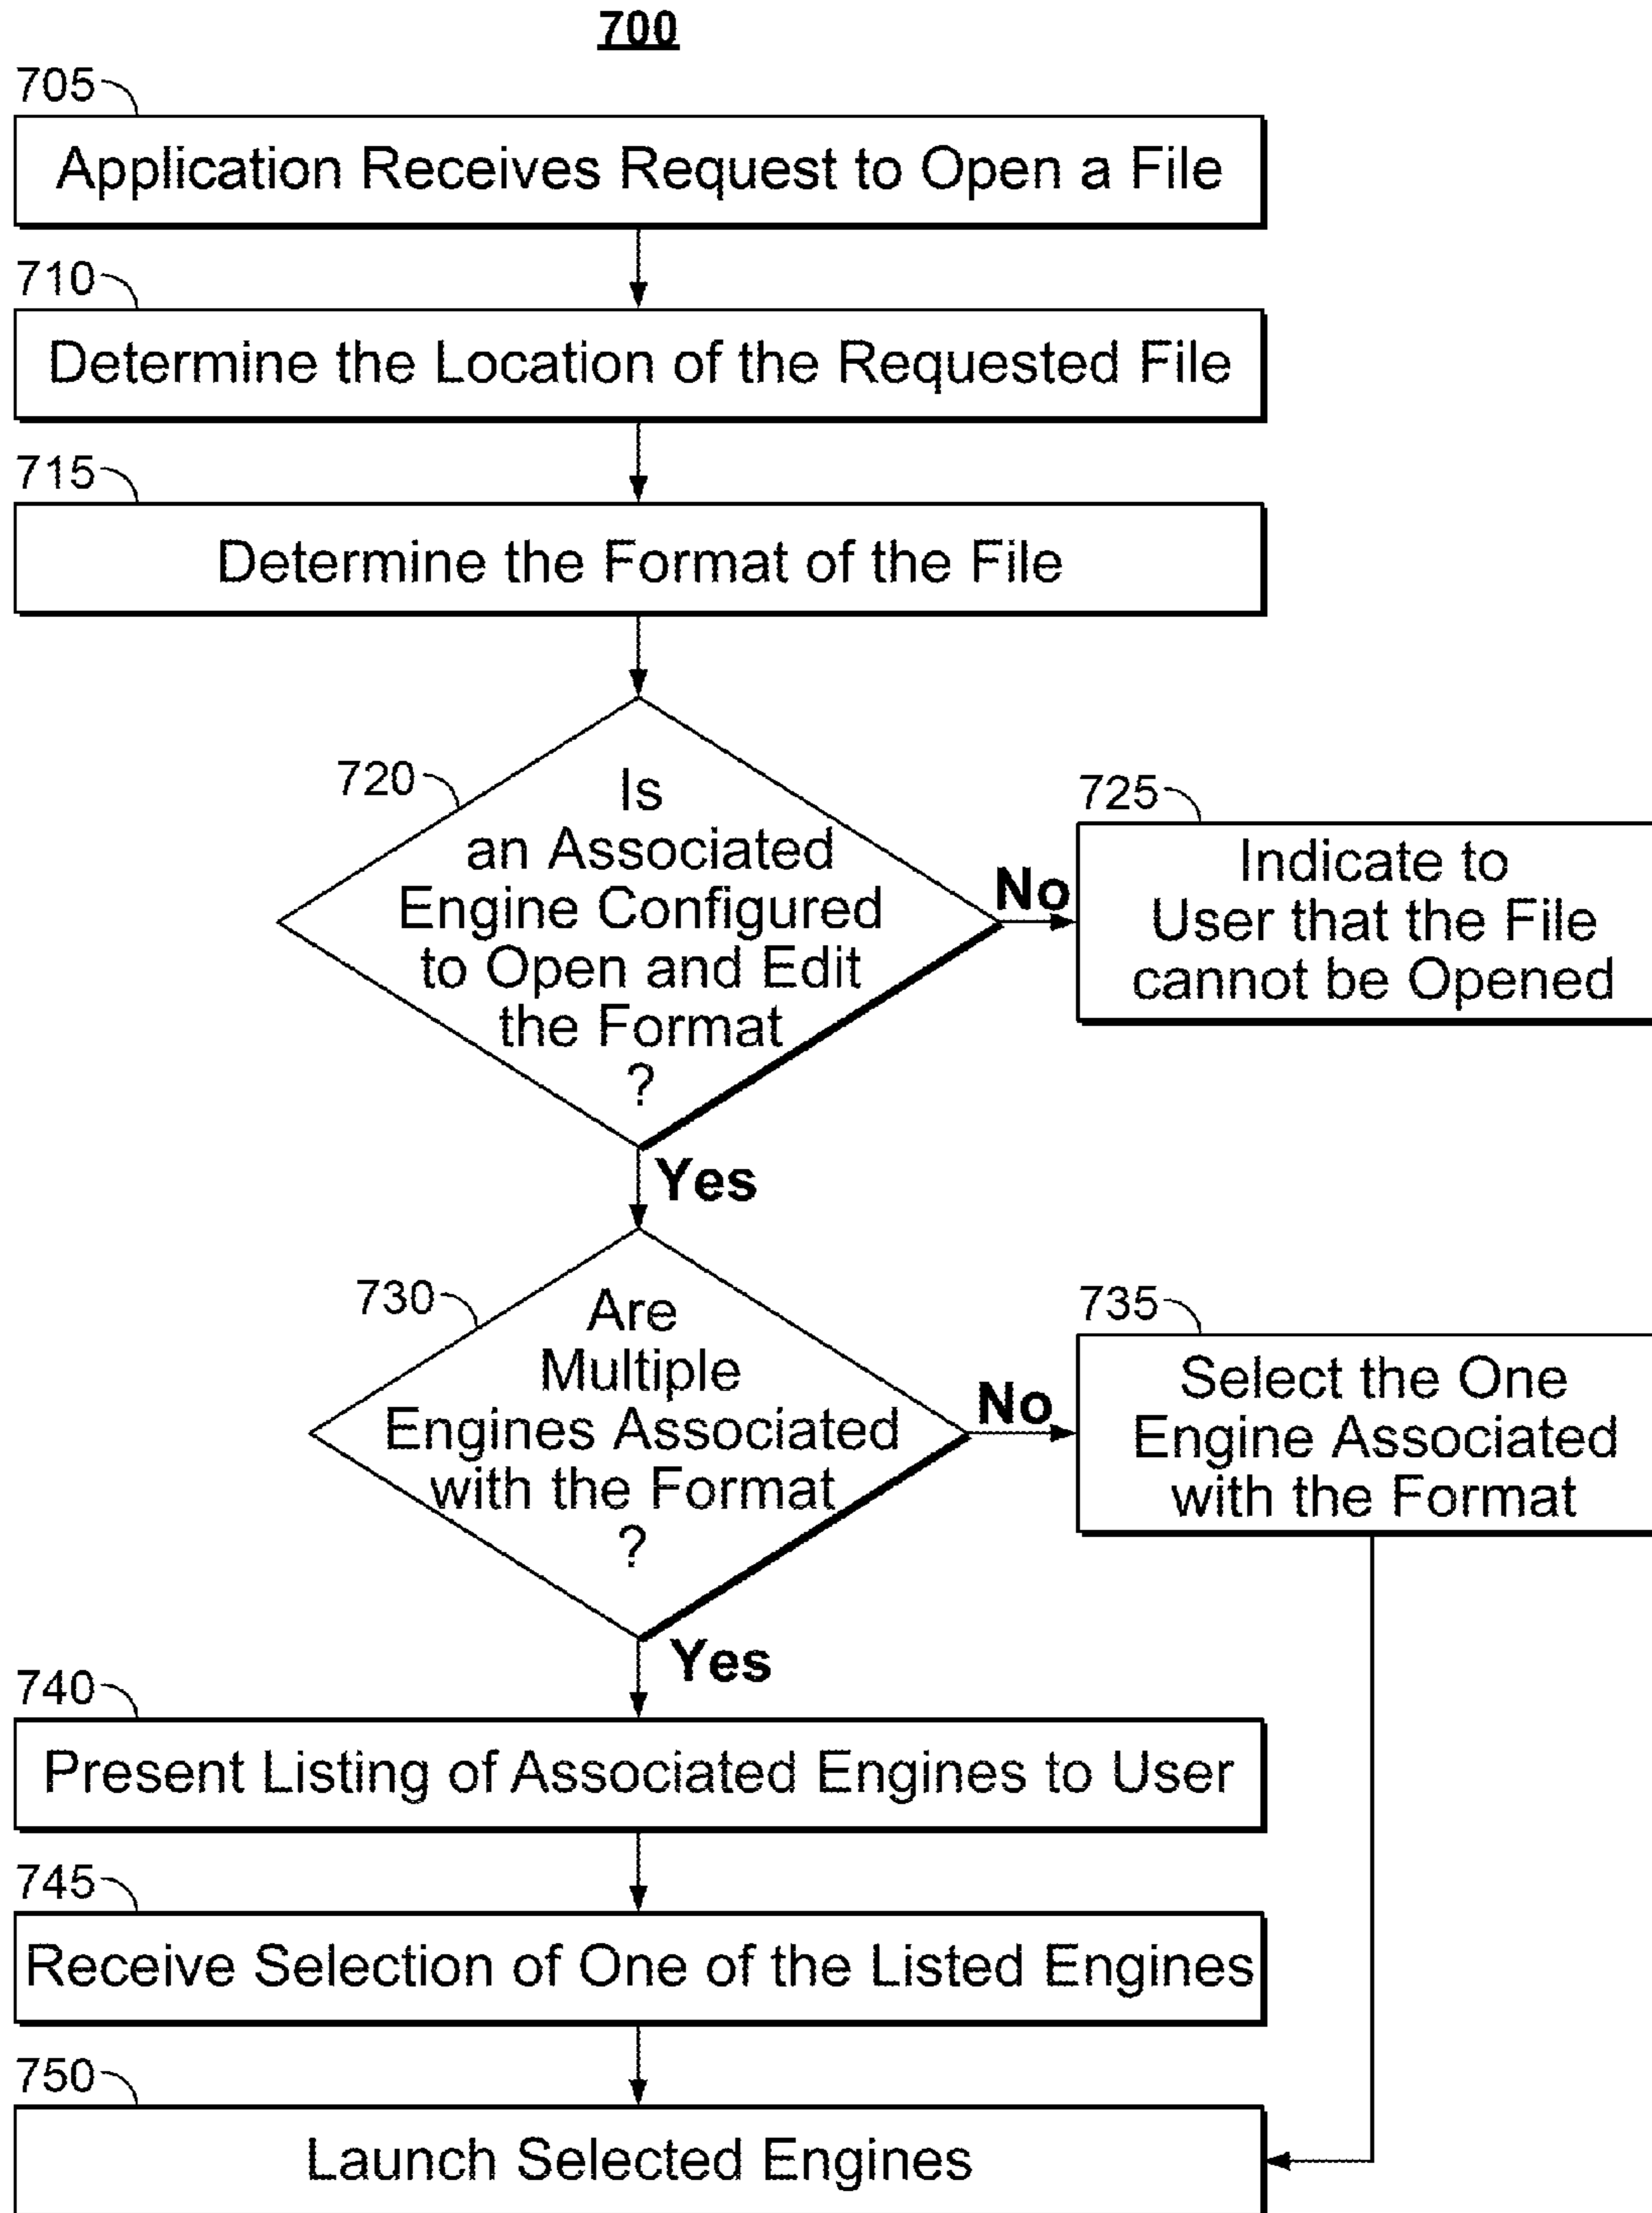 700
705
Application Receives Request to Open a File
710
Determine the Location of the Requested File
715
Determine the Format of the File
720
Is
an Associated
Engine Configured
to Open and Edit
the Format
?
No
725
Indicate to
User that the File
cannot be Opened
Yes
730
Are
Multiple
Engines Associated
with the Format
?
No
735
Select the One
Engine Associated
with the Format
Yes
740
Present Listing of Associated Engines to User
745
Receive Selection of One of the Listed Engines
750
Launch Selected Engines